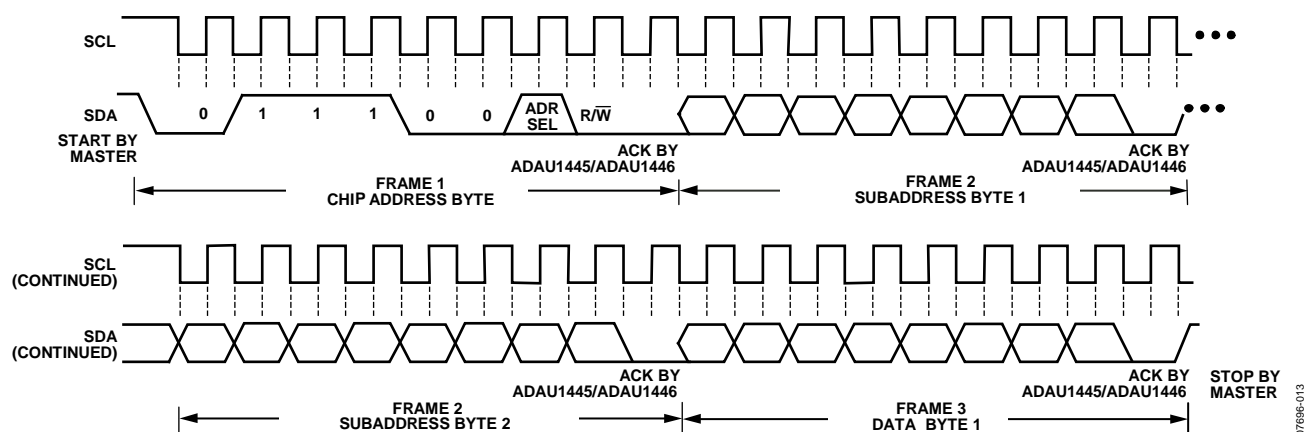 SCL
• • •
SDA
0 1 1 1 0 0 ADR SEL R/W̅
• • •
START BY
MASTER
ACK BY
ADAU1445/ADAU1446
ACK BY
ADAU1445/ADAU1446
FRAME 1
CHIP ADDRESS BYTE
FRAME 2
SUBADDRESS BYTE 1
SCL
(CONTINUED)
SDA
(CONTINUED)
ACK BY
ADAU1445/ADAU1446
ACK BY
ADAU1445/ADAU1446
STOP BY
MASTER
FRAME 2
SUBADDRESS BYTE 2
FRAME 3
DATA BYTE 1
07696-013